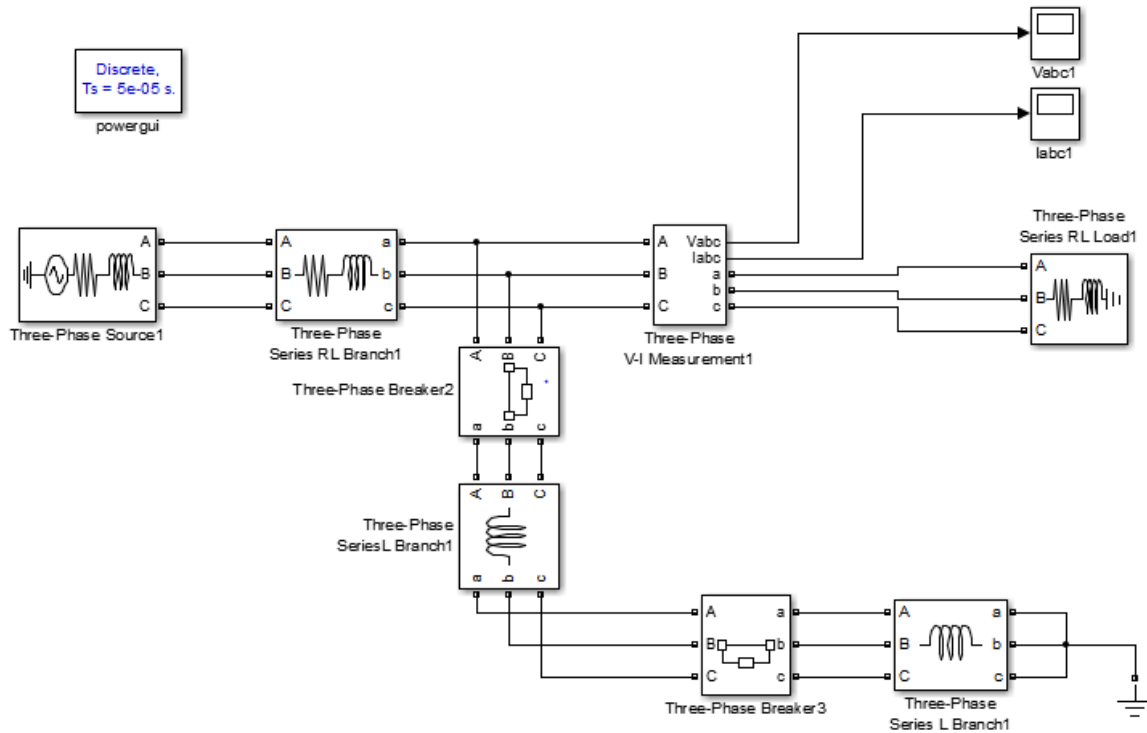 Discrete,
Ts = 5e-05 s.
powergui
Vabc1
Iabc1
A
B
C
Three-Phase Source1
A
B
C
a
b
c
Three-Phase
Series RL Branch1
A
B
C
Vabc
Iabc
a
b
c
Three-Phase
V-I Measurement1
Three-Phase
Series RL Load1
A
B
C
Three-Phase Breaker2
A
B
C
a
b
c
Three-Phase
SeriesL Branch1
A
B
C
a
b
c
A
B
C
a
b
c
Three-Phase Breaker3
A
B
C
a
b
c
Three-Phase
Series L Branch1